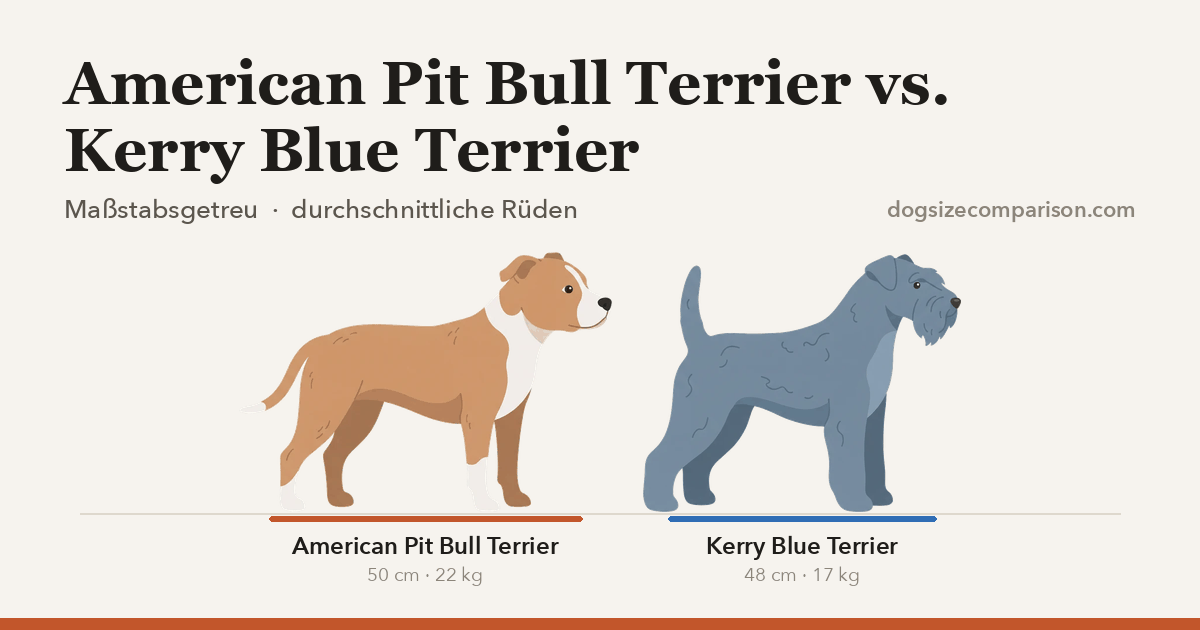 American Pit Bull Terrier vs.
Kerry Blue Terrier
Maßstabsgetreu · durchschnittliche Rüden
dogsizecomparison.com
American Pit Bull Terrier
50 cm · 22 kg
Kerry Blue Terrier
48 cm · 17 kg